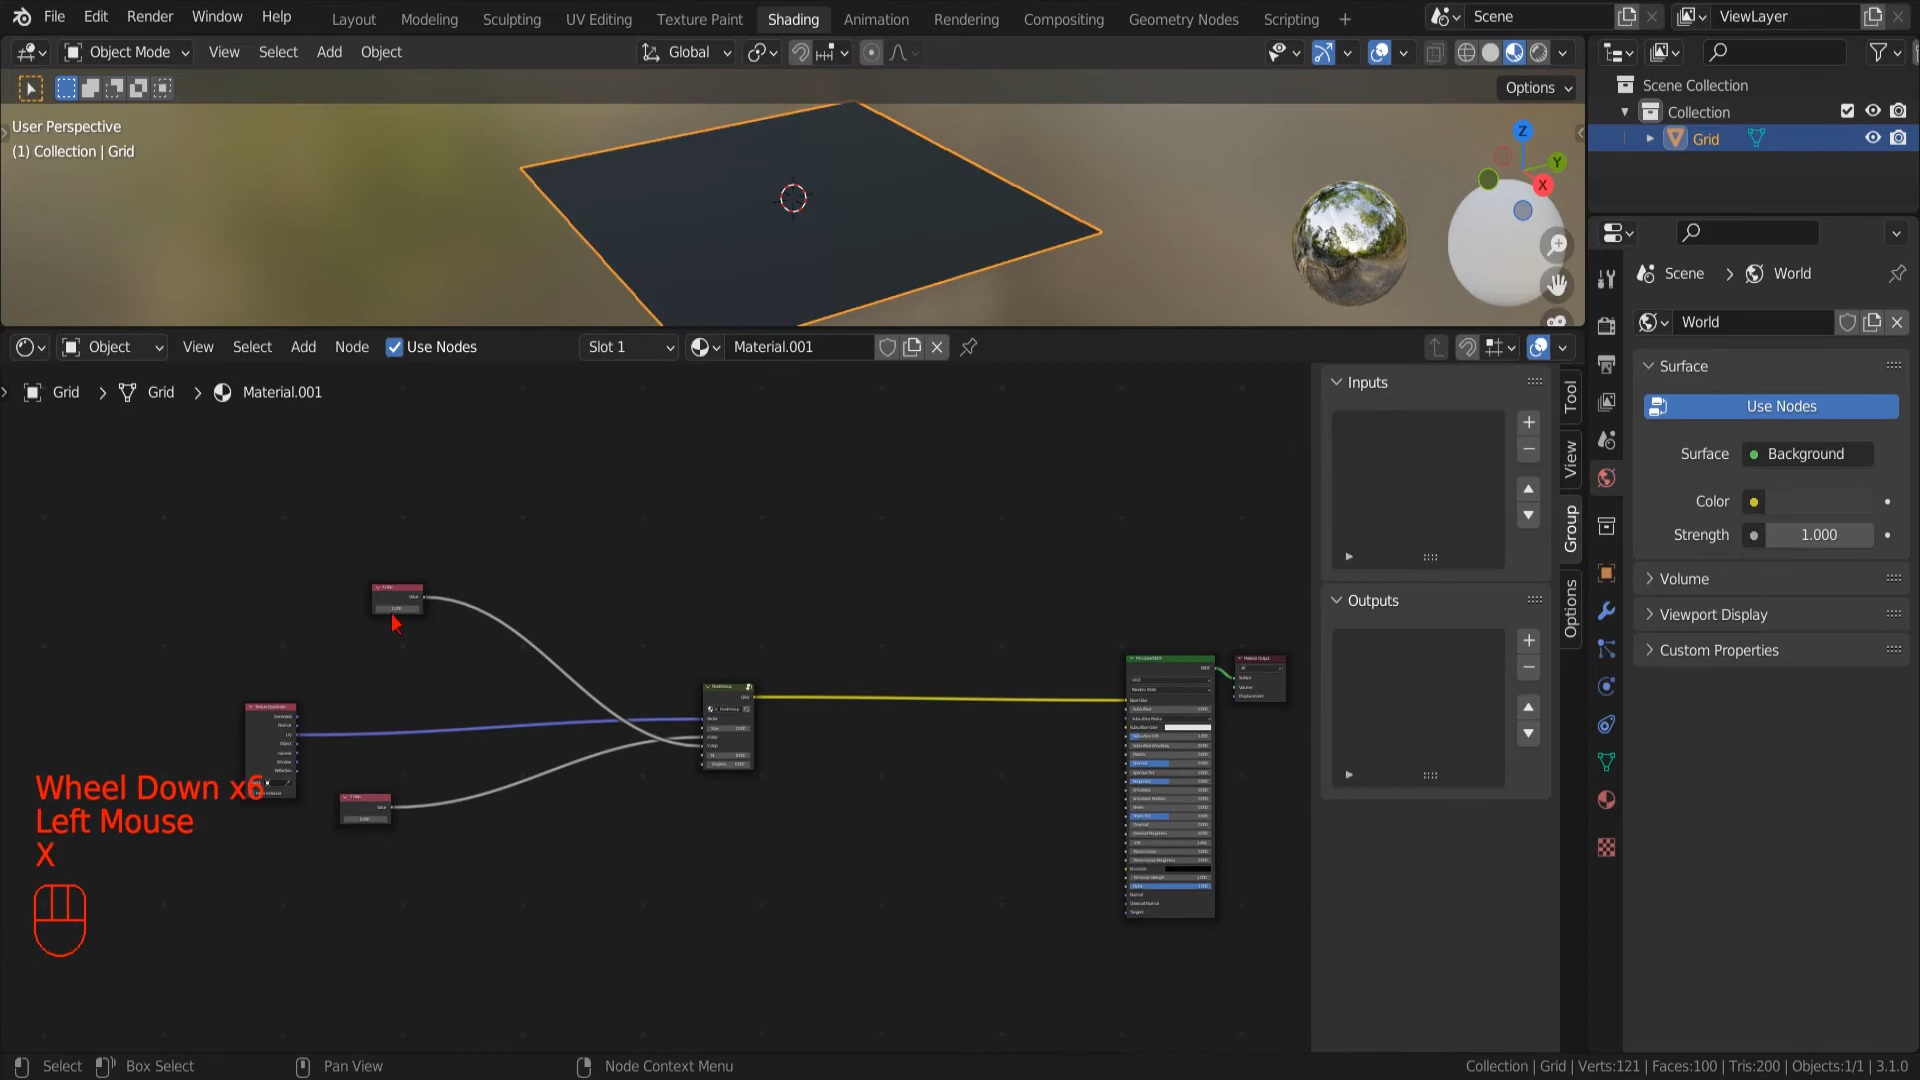 File Edit Render Window Help
Layout Modeling Sculpting UV Editing Texture Paint Shading Animation Rendering Compositing Geometry Nodes Scripting +
Scene
ViewLayer
Object Mode View Select Add Object
Global
Options
User Perspective
(1) Collection | Grid
Z
Y
X
Scene Collection
Collection
Grid
Scene World
World
Surface
Use Nodes
Surface Background
Color
Strength 1.000
Volume
Viewport Display
Custom Properties
Object View Select Add Node Use Nodes
Slot 1
Material.001
Grid > Grid > Material.001
Inputs
Outputs
Tool
View
Group
Options
Wheel Down x6
Left Mouse
X
Select Box Select Pan View Node Context Menu
Collection | Grid | Verts:121 | Faces:100 | Tris:200 | Objects:1/1 | 3.1.0